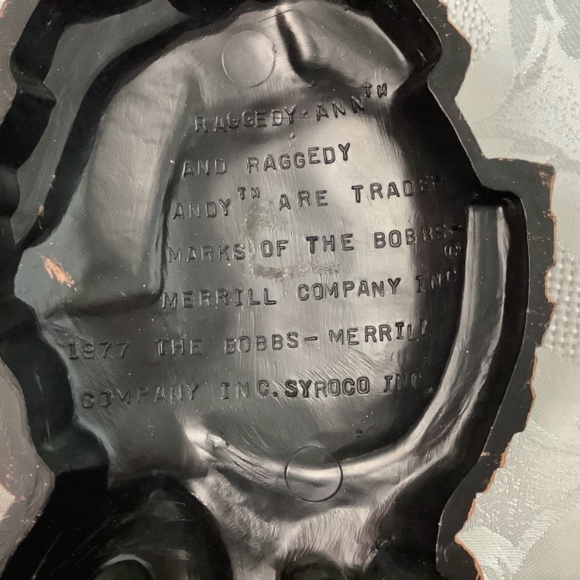 RAGGEDY-ANN™
AND RAGGEDY
ANDY™ ARE TRADE-
MARKS OF THE BOBBS-
MERRILL COMPANY INC ©
1977 THE BOBBS-MERRILL
COMPANY INC. SYROCO INC.